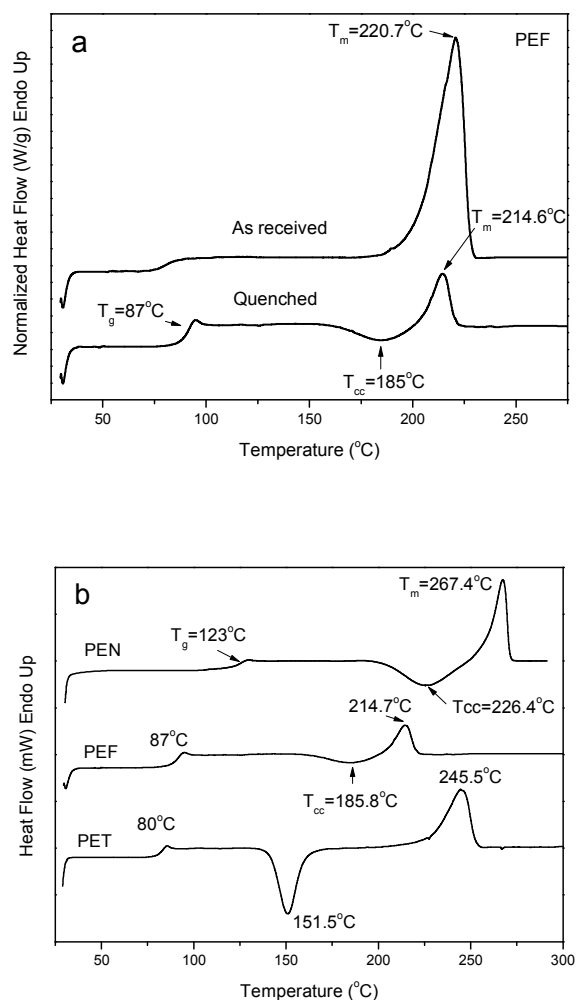 a
T_m=220.7°C
PEF
As received
T_m=214.6°C
Quenched
T_g=87°C
T_cc=185°C
Normalized Heat Flow (W/g) Endo Up
50 100 150 200 250
Temperature (°C)
b
T_m=267.4°C
T_g=123°C
PEN
Tcc=226.4°C
214.7°C
87°C
PEF
T_cc=185.8°C
245.5°C
80°C
PET
151.5°C
Heat Flow (mW) Endo Up
50 100 150 200 250 300
Temperature (°C)